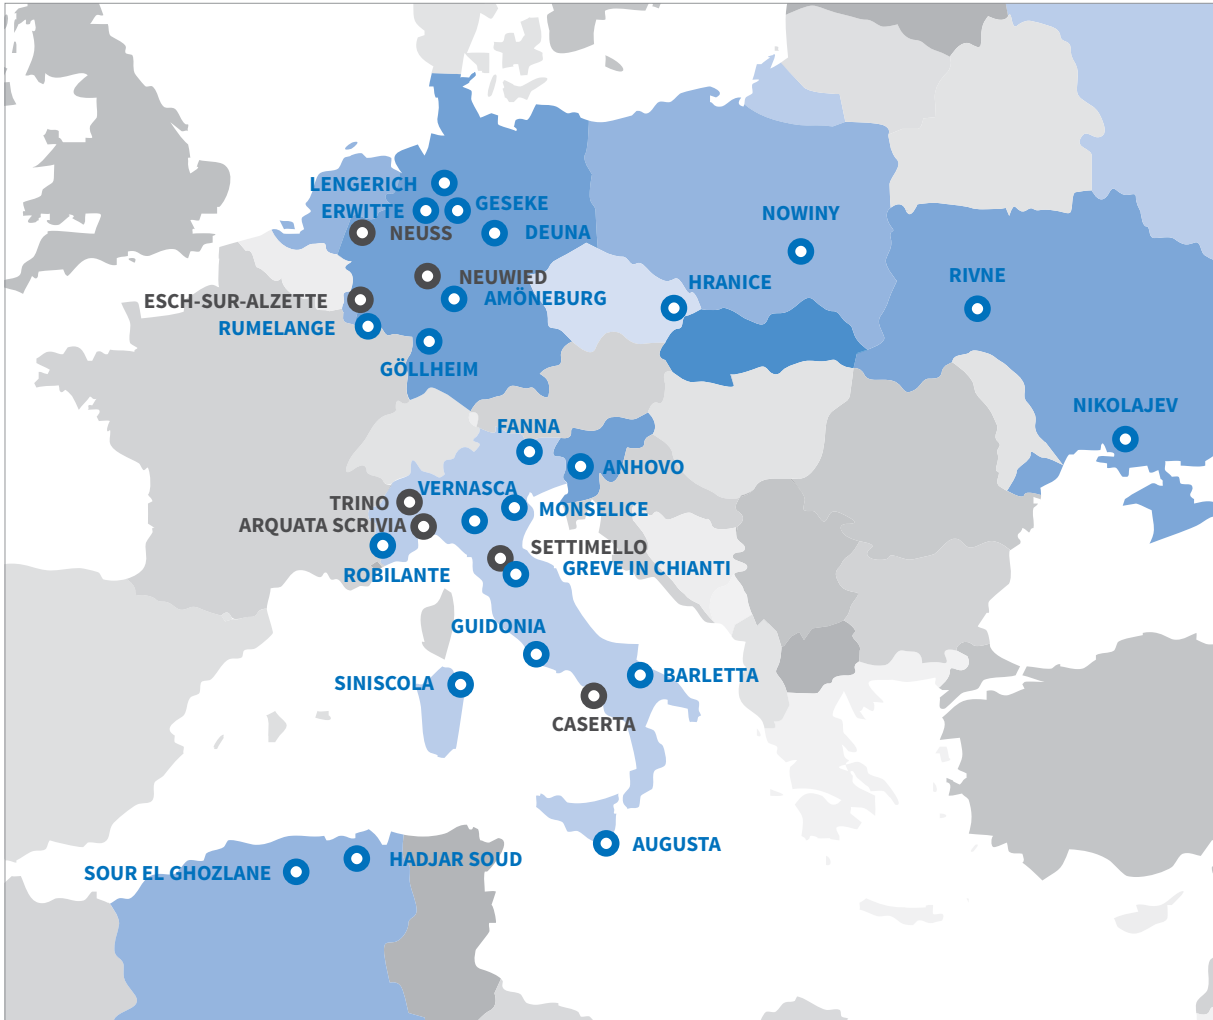 LENGERICH
ERWITTE
GESEKE
NEUSS
DEUNA
NOWINY
NEUWIED
HRANICE
RIVNE
ESCH-SUR-ALZETTE
AMÖNEBURG
RUMELANGE
GÖLLHEIM
NIKOLAJEV
FANNA
ANHOVO
VERNASCA
TRINO
MONSELICE
ARQUATA SCRIVIA
SETTIMELLO
GREVE IN CHIANTI
ROBILANTE
GUIDONIA
SINISCOLA
BARLETTA
CASERTA
AUGUSTA
HADJAR SOUD
SOUR EL GHOZLANE